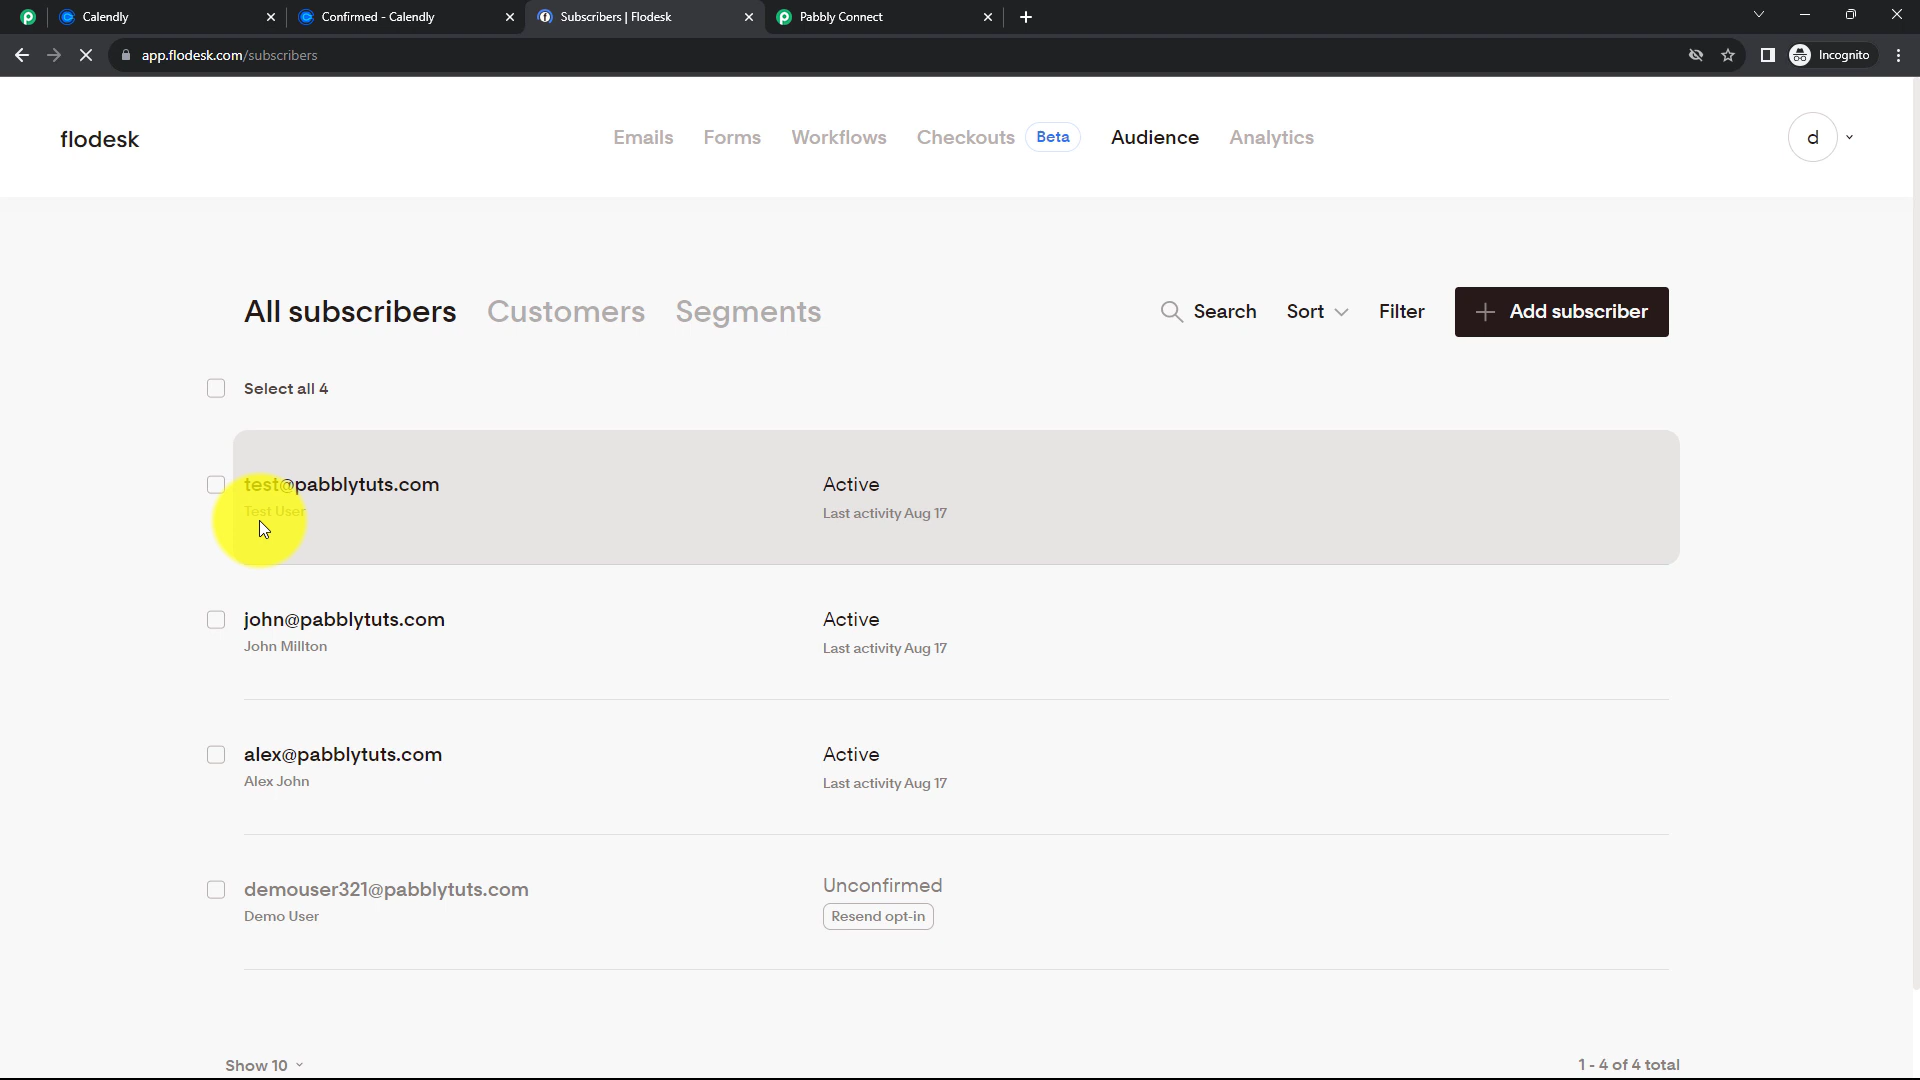 Calendly
Confirmed - Calendly
Subscribers | Flodesk
Pabbly Connect
app.flodesk.com/subscribers
Incognito
flodesk
Emails
Forms
Workflows
Checkouts
Beta
Audience
Analytics
d
All subscribers
Customers
Segments
Search
Sort
Filter
Add subscriber
Select all 4
test@pabblytuts.com
Active
Test User
Last activity Aug 17
john@pabblytuts.com
Active
John Millton
Last activity Aug 17
alex@pabblytuts.com
Active
Alex John
Last activity Aug 17
demouser321@pabblytuts.com
Unconfirmed
Demo User
Resend opt-in
Show 10
1 - 4 of 4 total